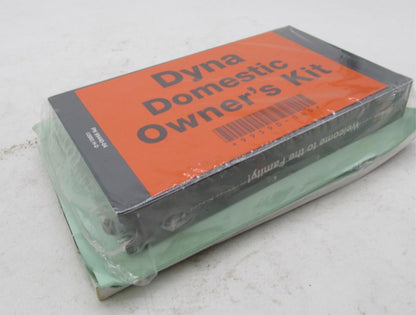 Dyna
Domestic
Owner's Kit
Welcome to the Family!